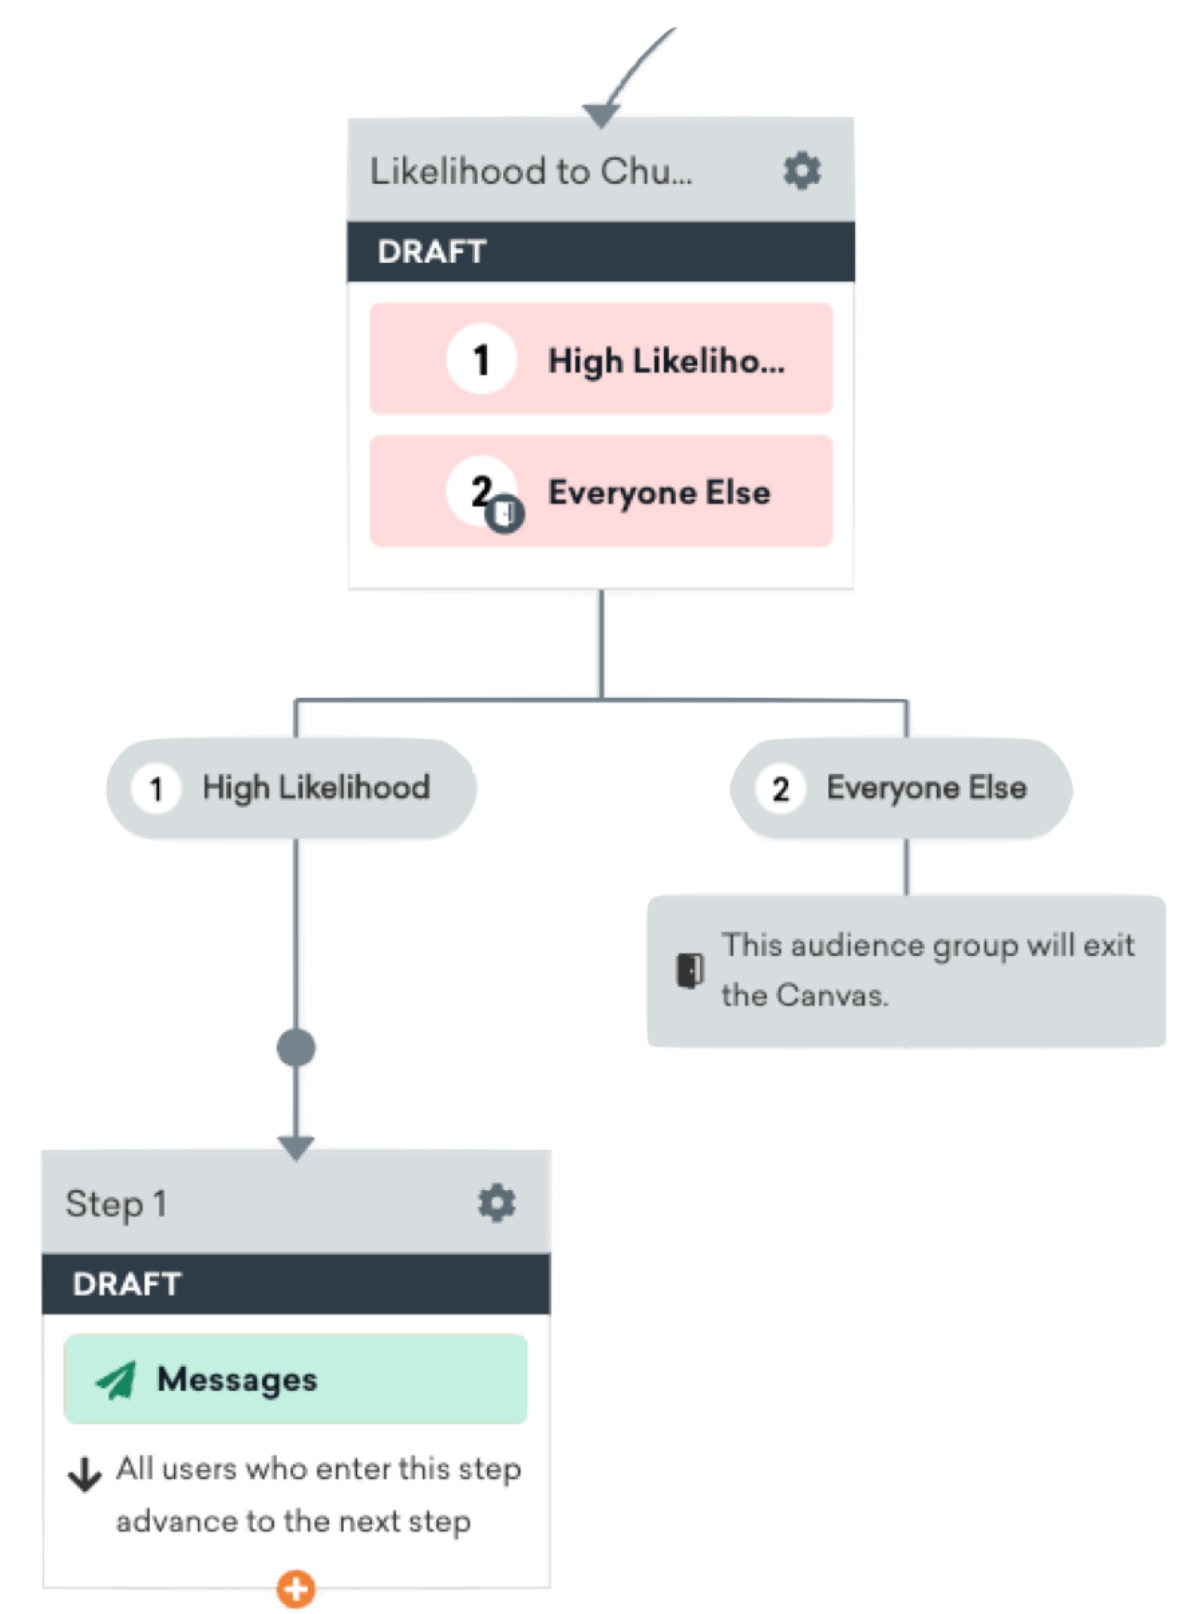 Likelihood to Chu...
DRAFT
1 High Likeliho...
2 Everyone Else
1 High Likelihood
2 Everyone Else
This audience group will exit
the Canvas.
Step 1
DRAFT
Messages
All users who enter this step
advance to the next step